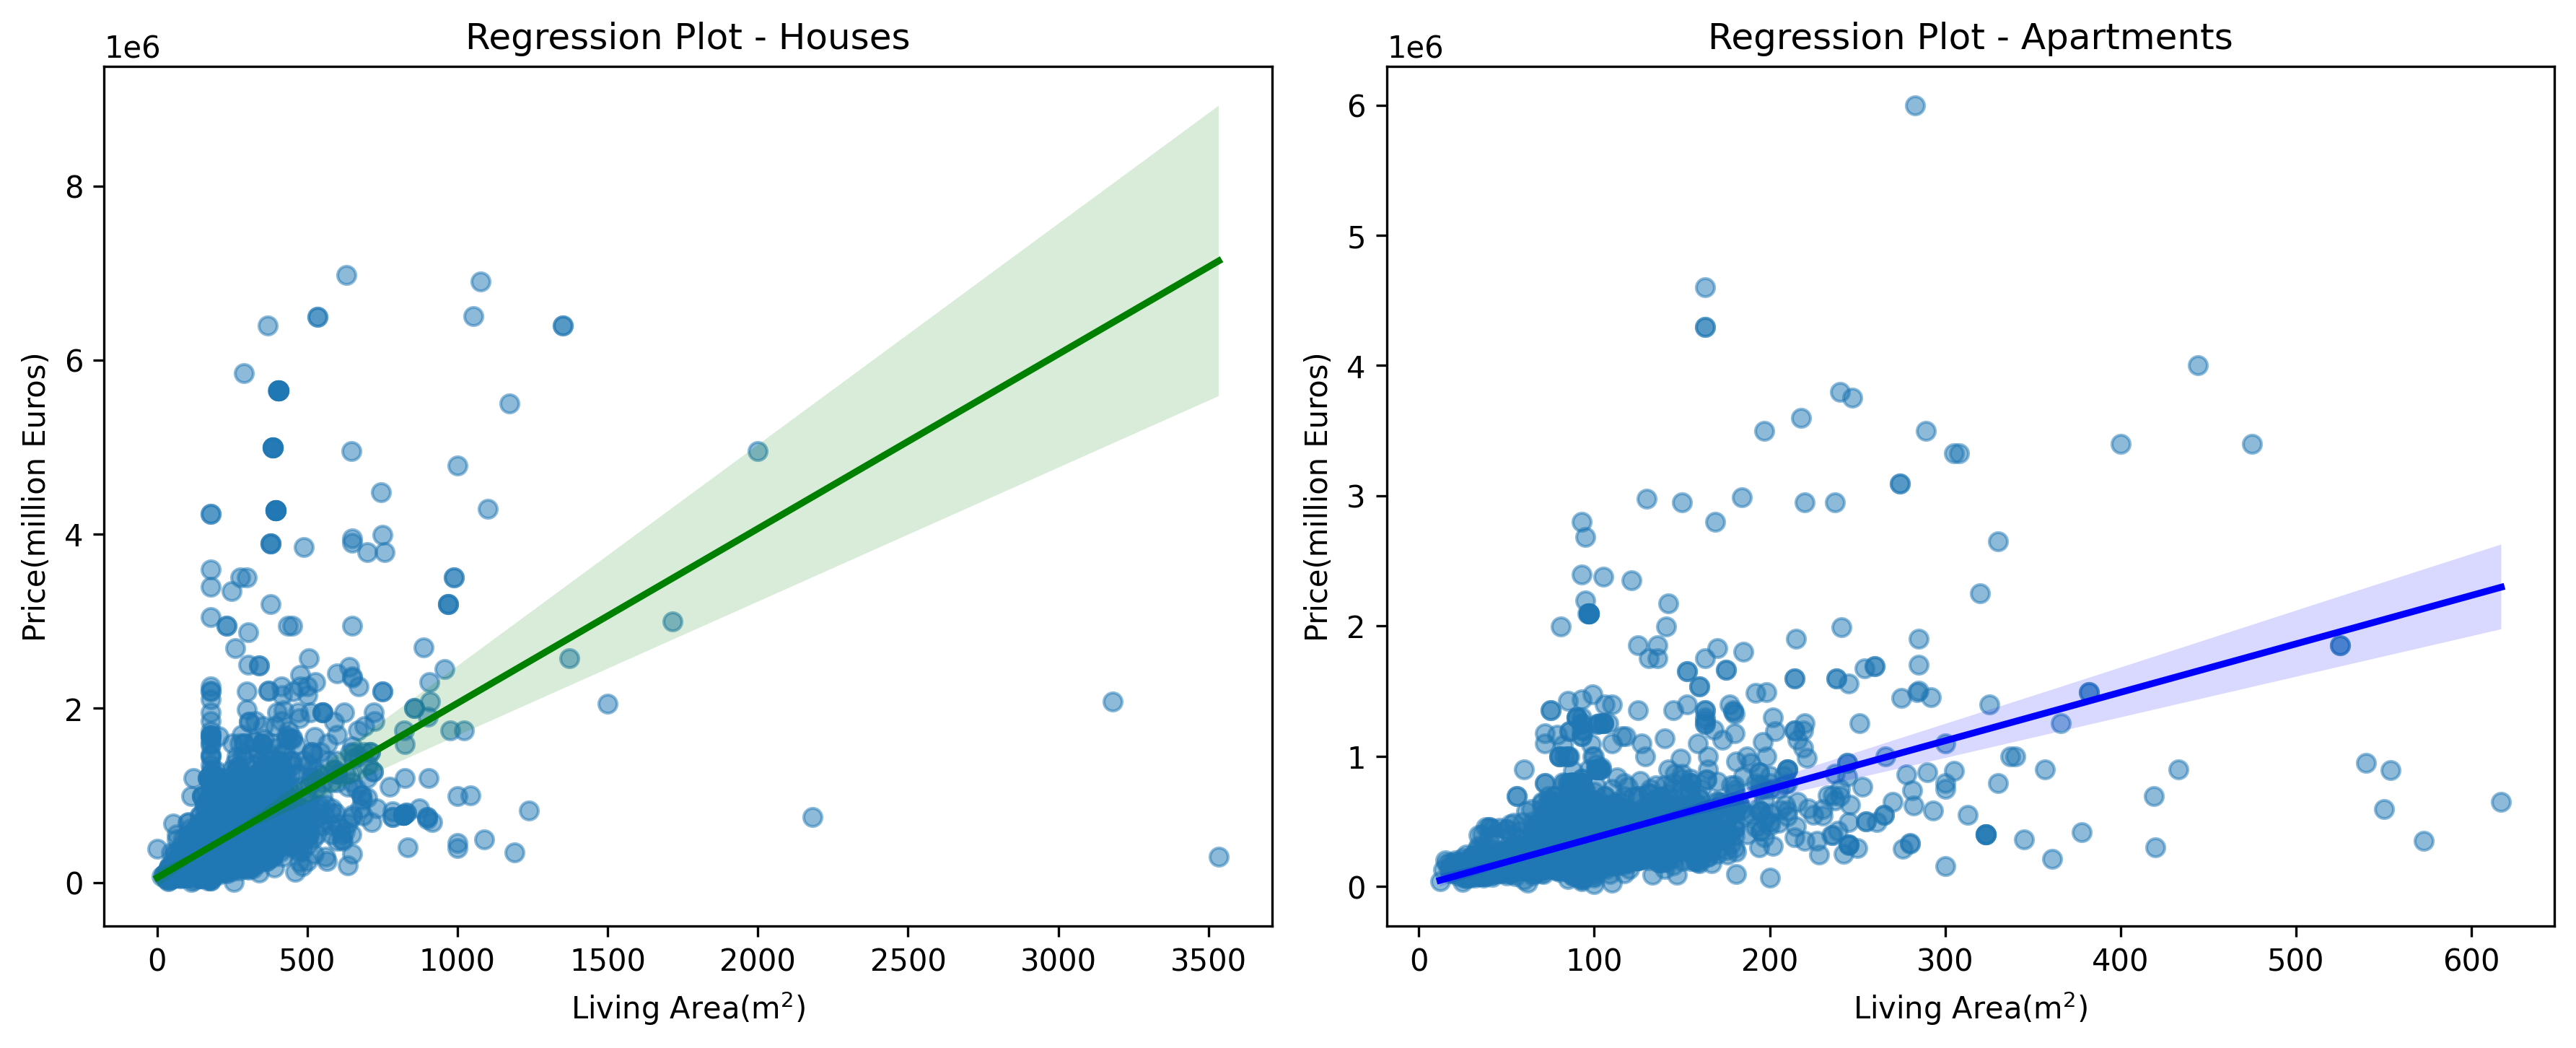 Regression Plot - Houses
1e6
8
6
4
2
0
Price(million Euros)
0 500 1000 1500 2000 2500 3000 3500
Living Area(m²)
Regression Plot - Apartments
1e6
6
5
4
3
2
1
0
Price(million Euros)
0 100 200 300 400 500 600
Living Area(m²)